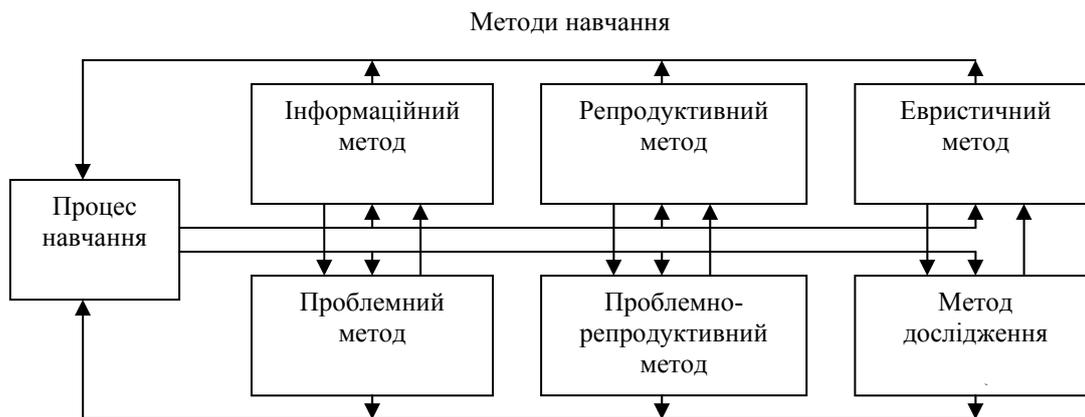 Методи навчання
Інформаційний
метод
Репродуктивний
метод
Евристичний
метод
Процес
навчання
Проблемний
метод
Проблемно-
репродуктивний
метод
Метод
дослідження